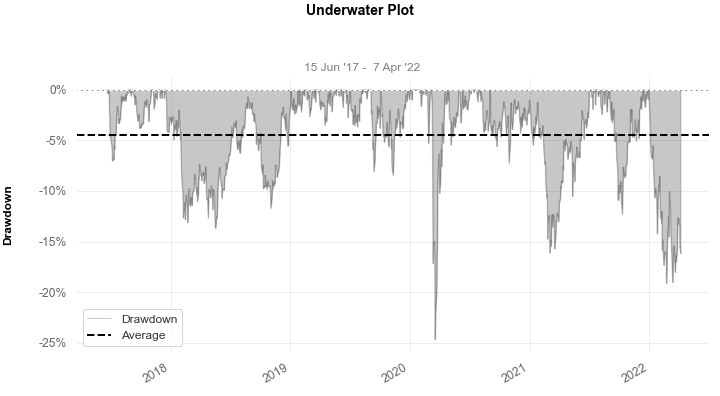 Underwater Plot
15 Jun '17 -  7 Apr '22
Drawdown
0%
-5%
-10%
-15%
-20%
-25%
Drawdown
Average
2018
2019
2020
2021
2022